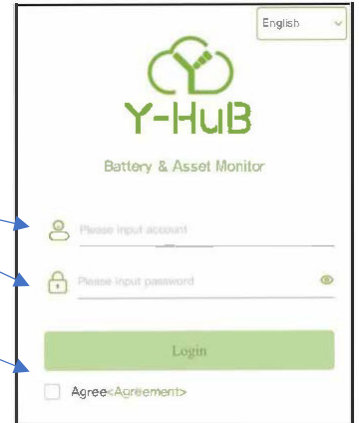 English
Y-HuB
Battery & Asset Monitor
Please input account
Please input password
Login
Agree<Agreement>